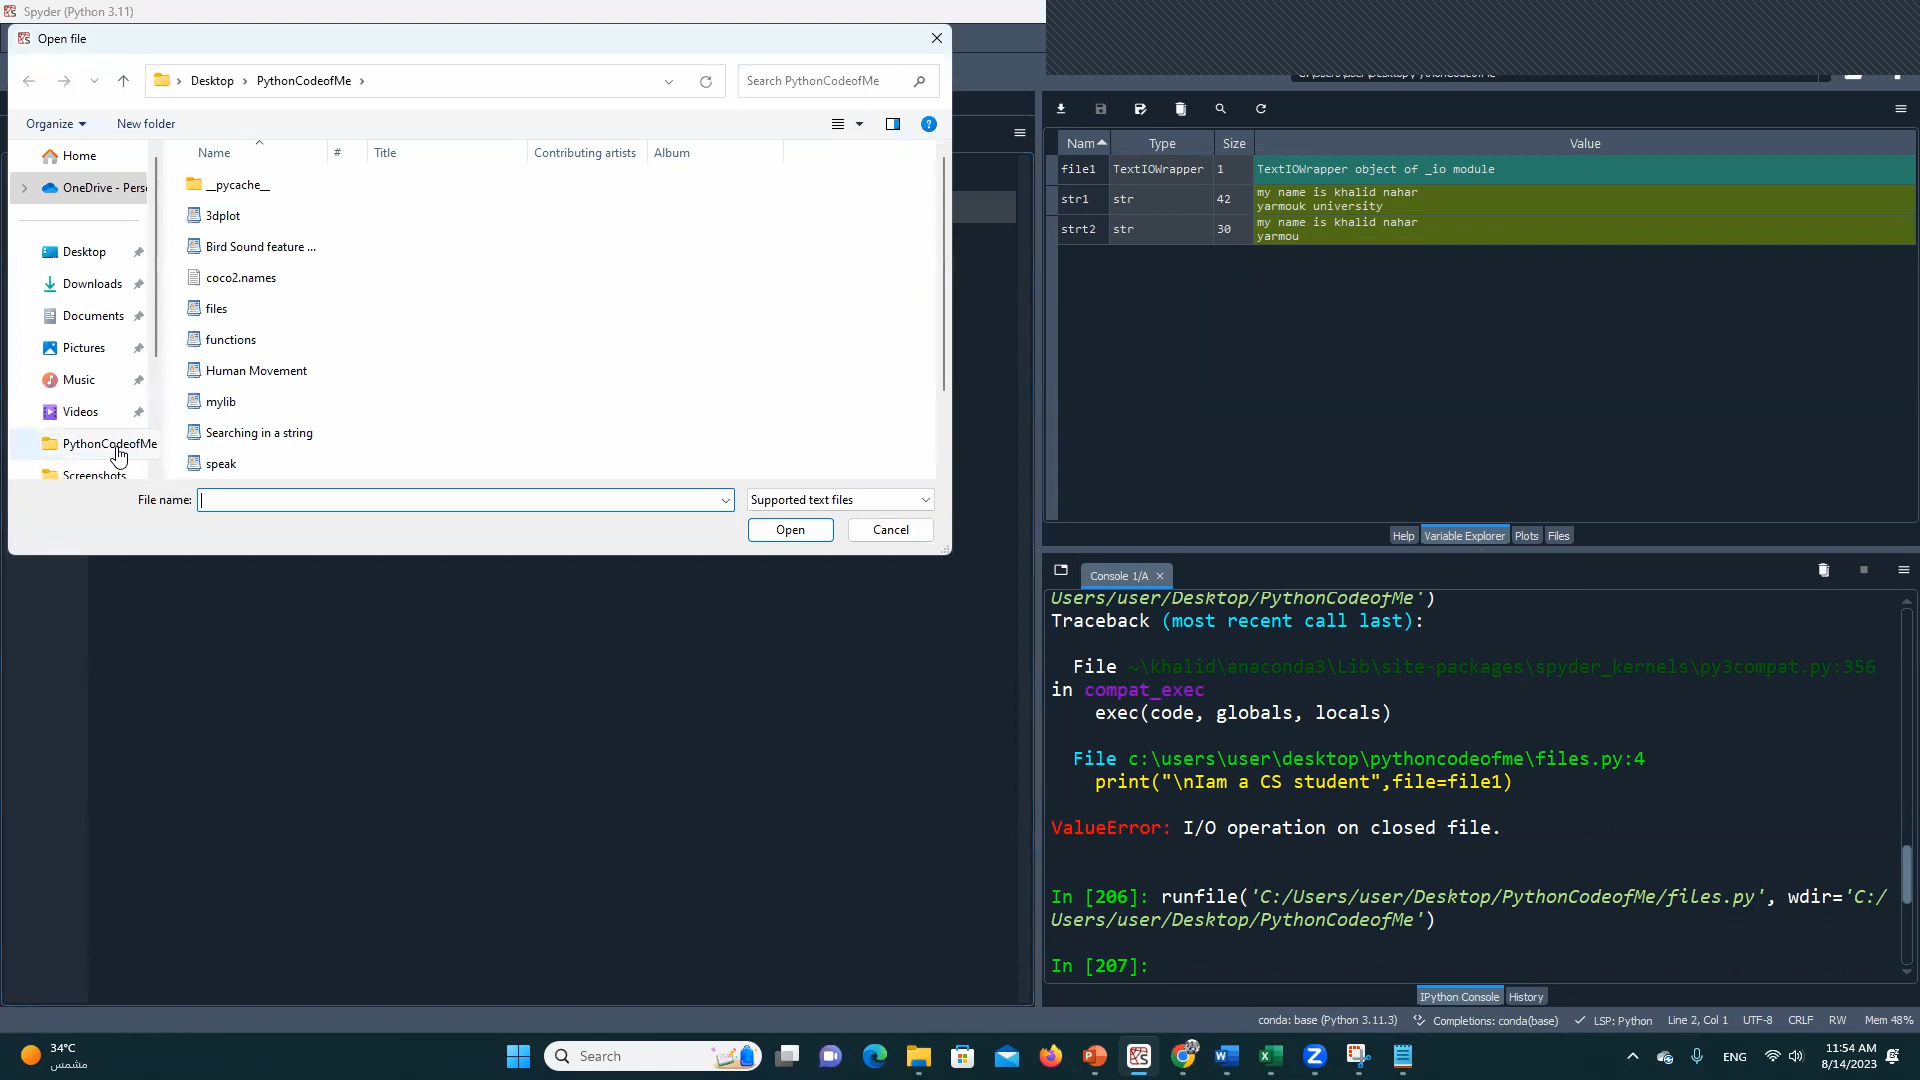 Spyder (Python 3.11)
Open file
Desktop > PythonCodeofMe >
Search PythonCodeofMe
Organize
New folder
Home
OneDrive - Pers
Desktop
Downloads
Documents
Pictures
Music
Videos
PythonCodeofMe
Screenshots
Name
#
Title
Contributing artists
Album
__pycache__
3dplot
Bird Sound feature ...
coco2.names
files
functions
Human Movement
mylib
Searching in a string
speak
File name:
Supported text files
Open
Cancel
Nam Type Size Value
file1 TextIOWrapper 1 TextIOWrapper object of _io module
str1 str 42 my name is khalid nahar
yarmouk university
strt2 str 30 my name is khalid nahar
yarmou
Help Variable Explorer Plots Files
Console 1/A
Users/user/Desktop/PythonCodeofMe')
Traceback (most recent call last):
File ~\khalid\anaconda3\Lib\site-packages\spyder_kernels\py3compat.py:356
in compat_exec
exec(code, globals, locals)
File c:\users\user\desktop\pythoncodeofme\files.py:4
print("\nIam a CS student",file=file1)
ValueError: I/O operation on closed file.
In [206]: runfile('C:/Users/user/Desktop/PythonCodeofMe/files.py', wdir='C:/
Users/user/Desktop/PythonCodeofMe')
In [207]:
IPython Console History
conda: base (Python 3.11.3) Completions: conda(base) LSP: Python Line 2, Col 1 UTF-8 CRLF RW Mem 48%
34°C
مشمس
Search
ENG
11:54 AM
8/14/2023